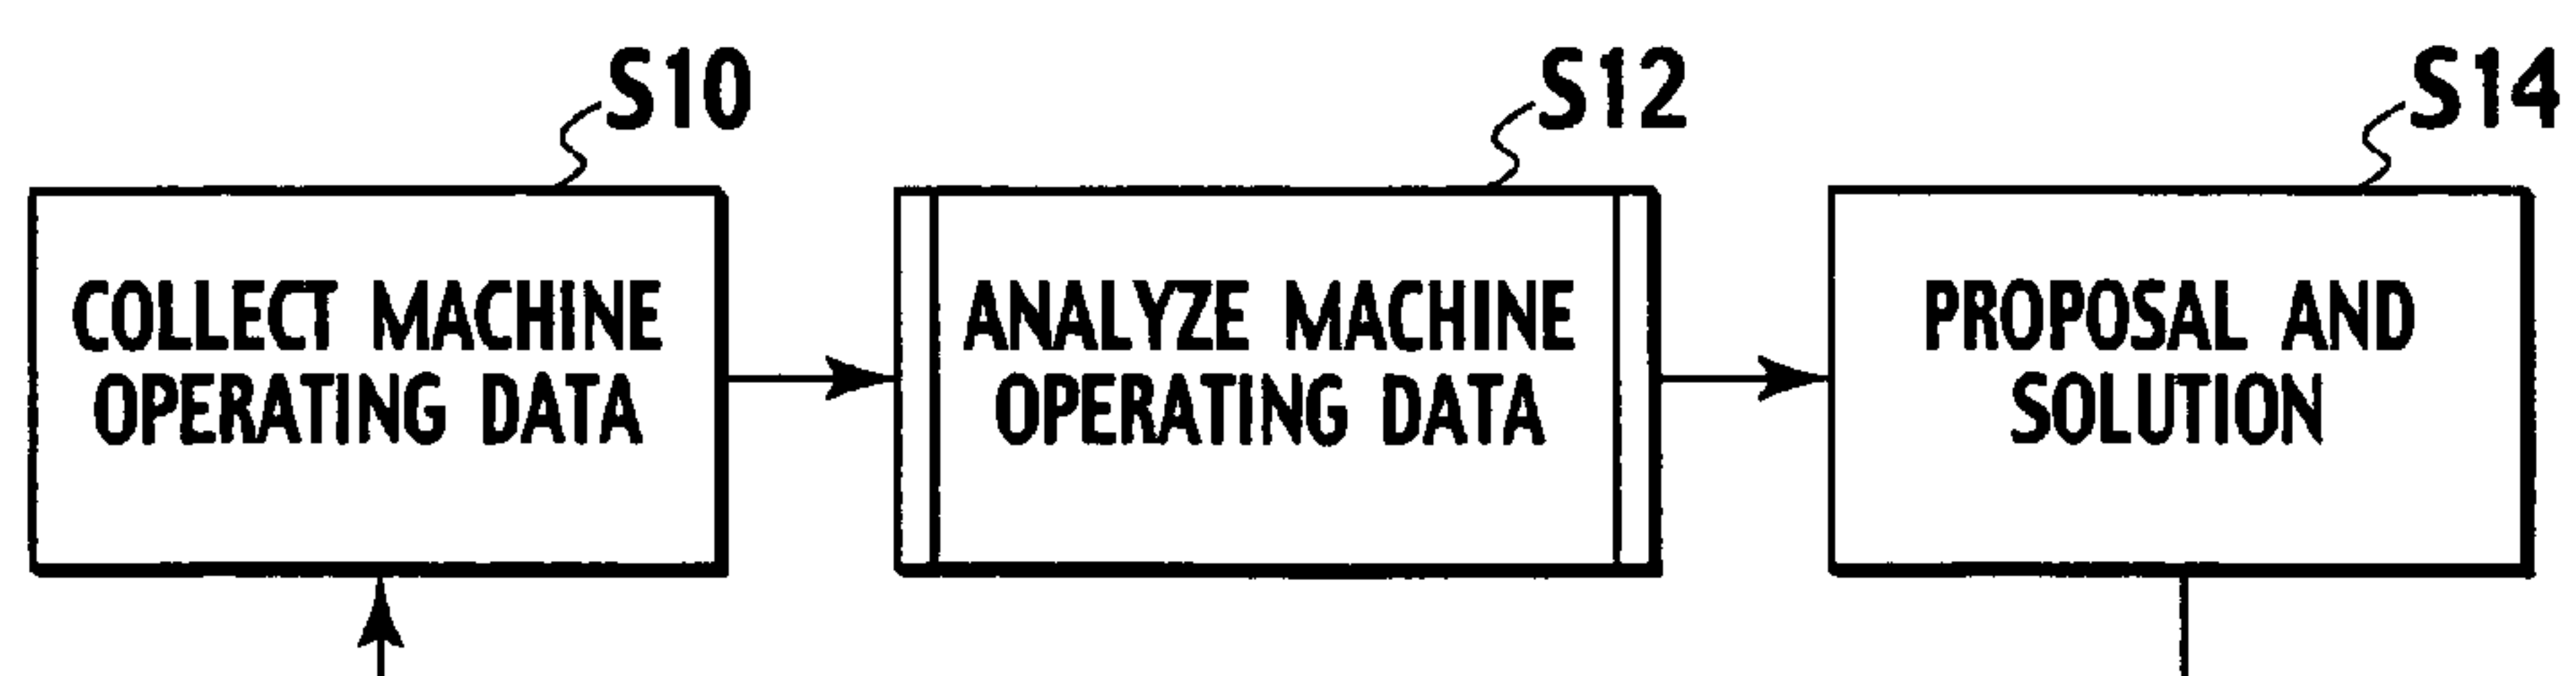 S10
S12
S14
COLLECT MACHINE
OPERATING DATA
ANALYZE MACHINE
OPERATING DATA
PROPOSAL AND
SOLUTION